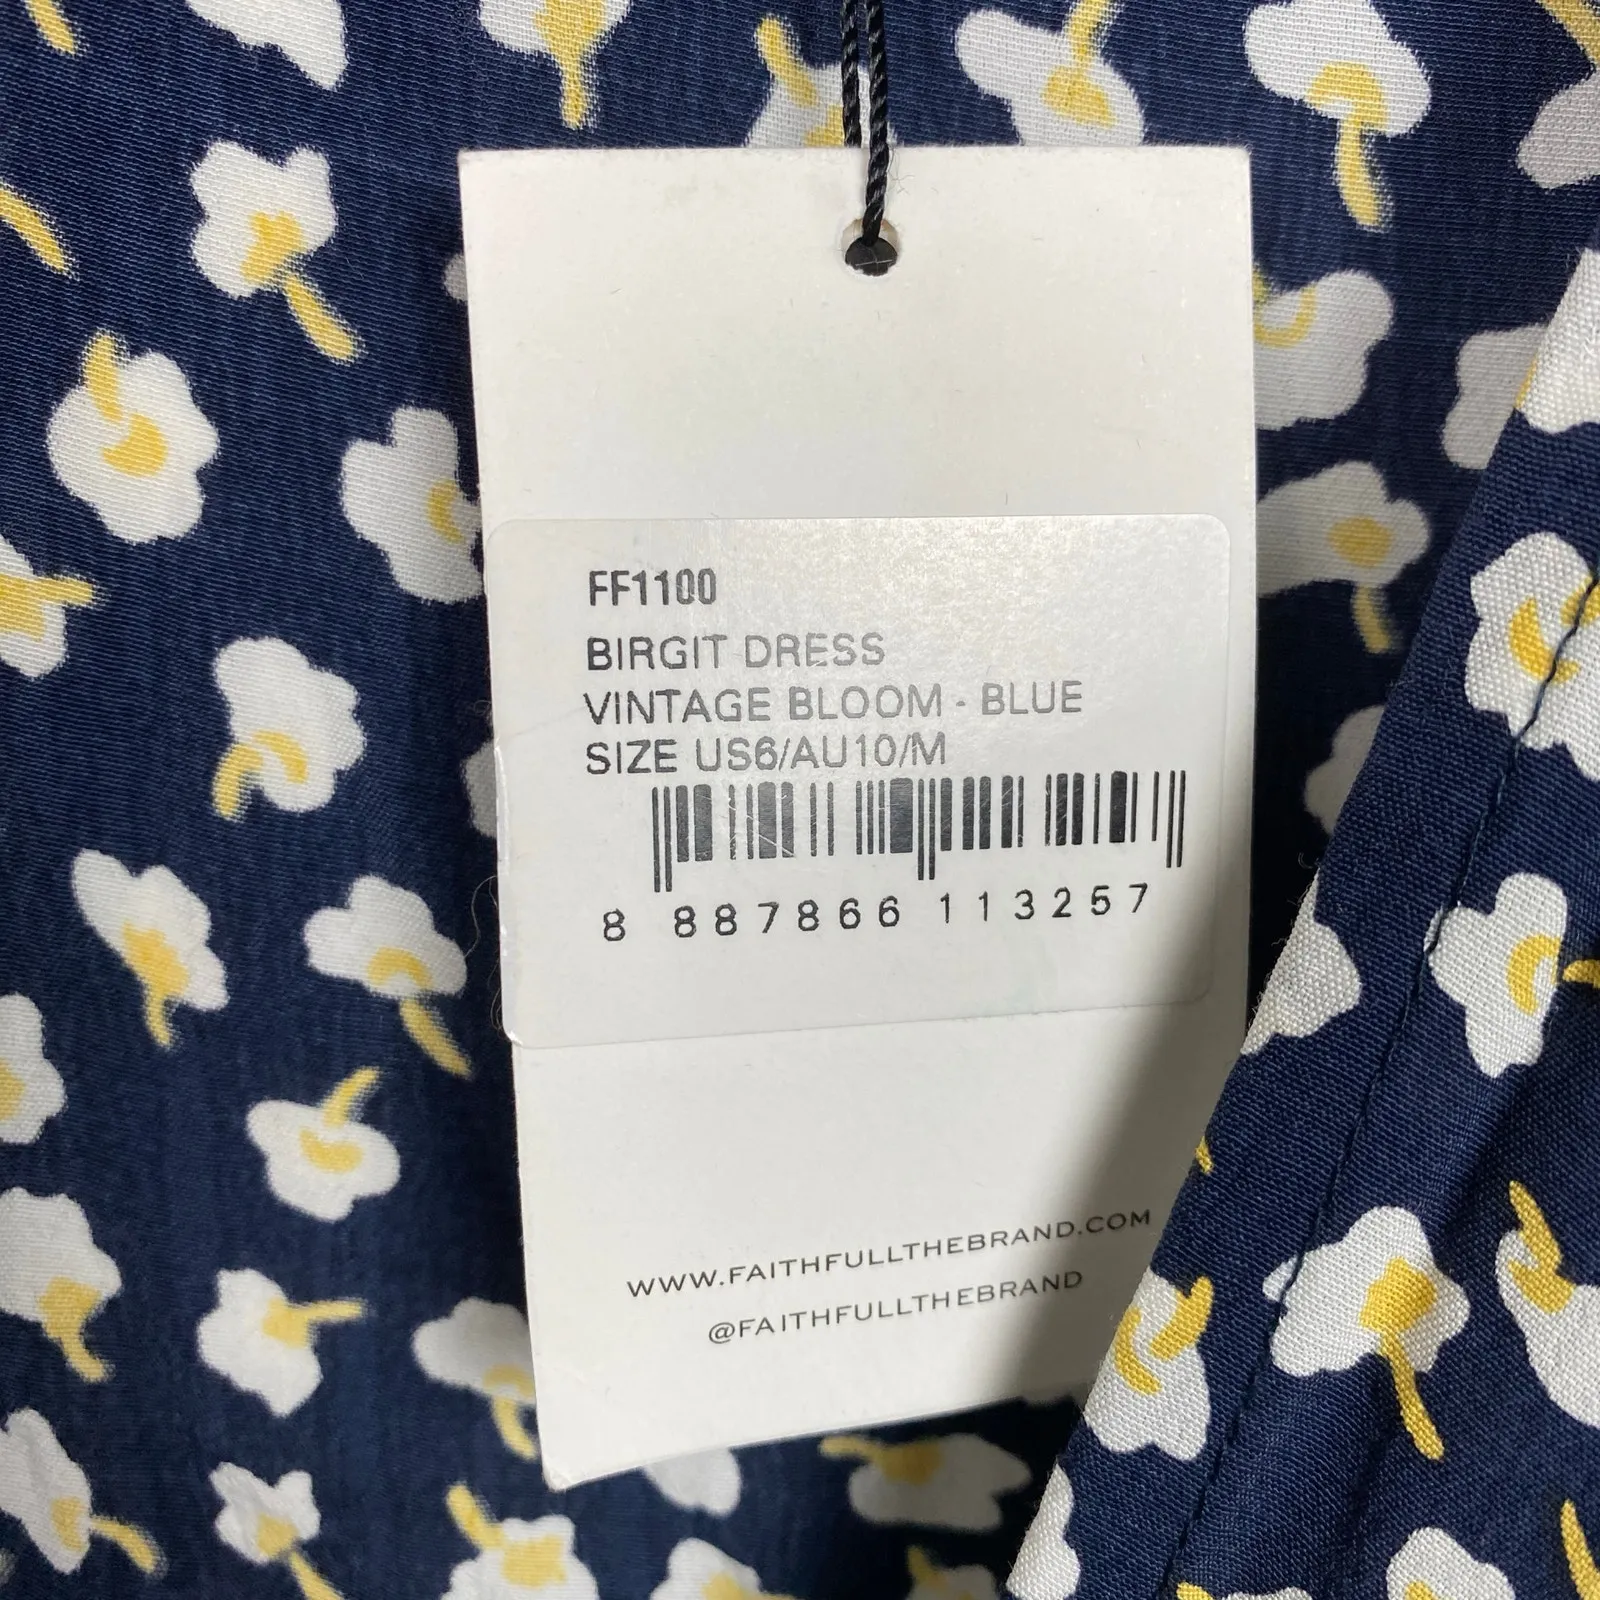 FF1100
BIRGIT DRESS
VINTAGE BLOOM - BLUE
SIZE US6/AU10/M
8 887866 113257
WWW.FAITHFULLTHEBRAND.COM
@FAITHFULLTHEBRAND